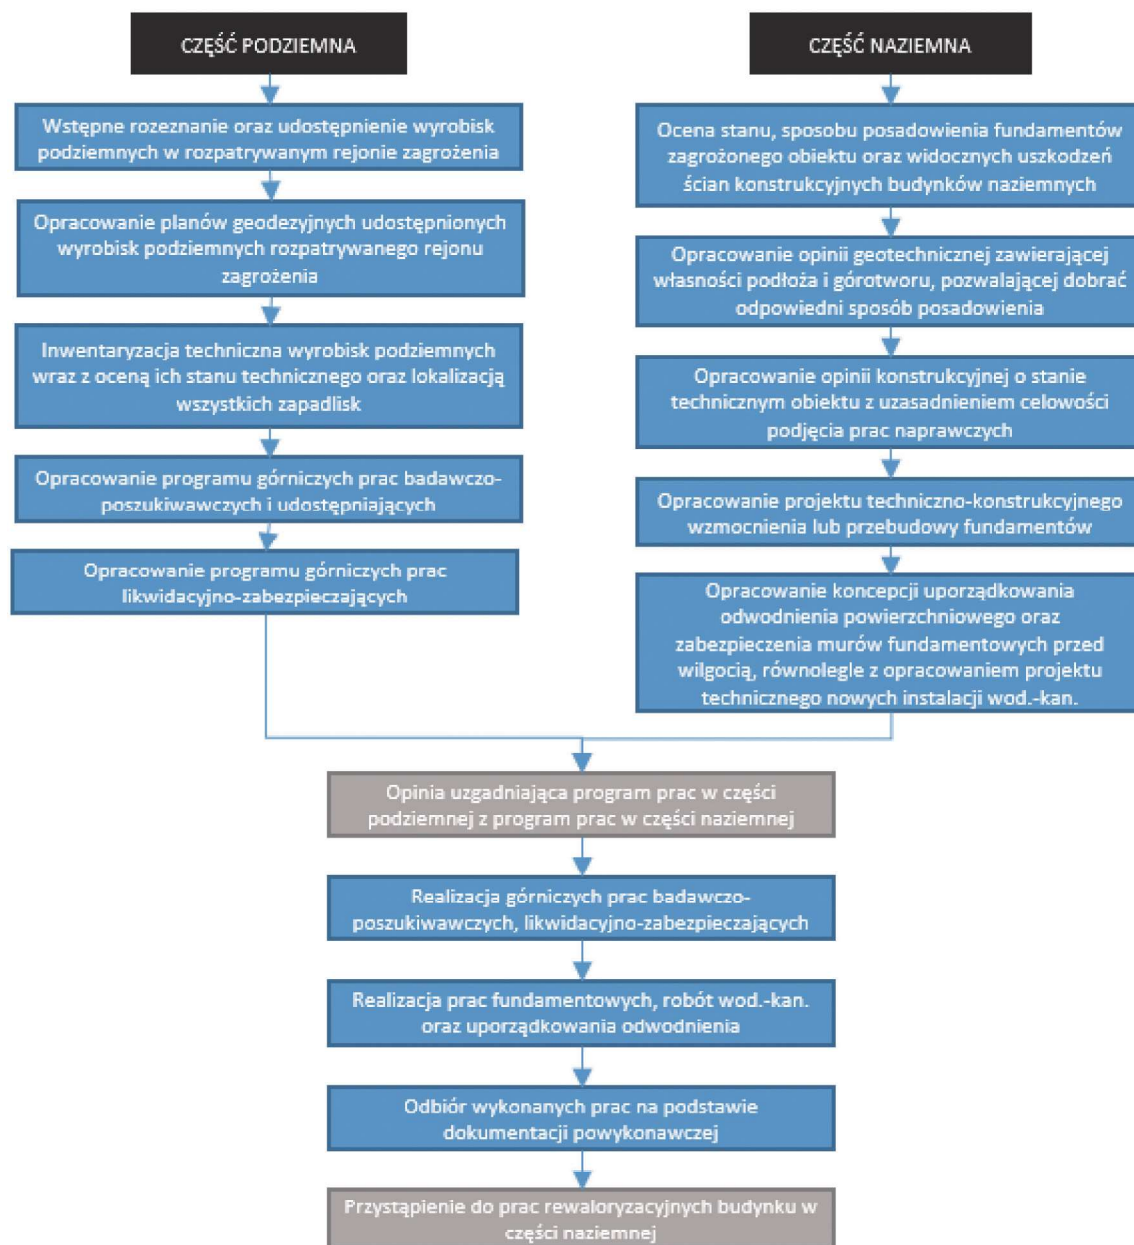 CZĘŚĆ PODZIEMNA
Wstępne rozeznanie oraz udostępnienie wyrobisk
podziemnych w rozpatrywanym rejonie zagrożenia
Opracowanie planów geodezyjnych udostępnionych
wyrobisk podziemnych rozpatrywanego rejonu
zagrożenia
Inwentaryzacja techniczna wyrobisk podziemnych
wraz z oceną ich stanu technicznego oraz lokalizacją
wszystkich zapadlisk
Opracowanie programu górniczych prac badawczo-
poszukiwawczych i udostępniających
Opracowanie programu górniczych prac
likwidacyjno-zabezpieczających
CZĘŚĆ NAZIEMNA
Ocena stanu, sposobu posadowienia fundamentów
zagrożonego obiektu oraz widocznych uszkodzeń
ścian konstrukcyjnych budynków naziemnych
Opracowanie opinii geotechnicznej zawierającej
własności podłoża i górotworu, pozwalającej dobrać
odpowiedni sposób posadowienia
Opracowanie opinii konstrukcyjnej o stanie
technicznym obiektu z uzasadnieniem celowości
podjęcia prac naprawczych
Opracowanie projektu techniczno-konstrukcyjnego
wzmocnienia lub przebudowy fundamentów
Opracowanie koncepcji uporządkowania
odwodnienia powierzchniowego oraz
zabezpieczenia murów fundamentowych przed
wilgocią, równolegle z opracowaniem projektu
technicznego nowych instalacji wod.-kan.
Opinia uzgadniająca program prac w części
podziemnej z program prac w części naziemnej
Realizacja górniczych prac badawczo-
poszukiwawczych, likwidacyjno-zabezpieczających
Realizacja prac fundamentowych, robót wod.-kan.
oraz uporządkowania odwodnienia
Odbiór wykonanych prac na podstawie
dokumentacji powykonawczej
Przystąpienie do prac rewaloryzacyjnych budynku w
części naziemnej